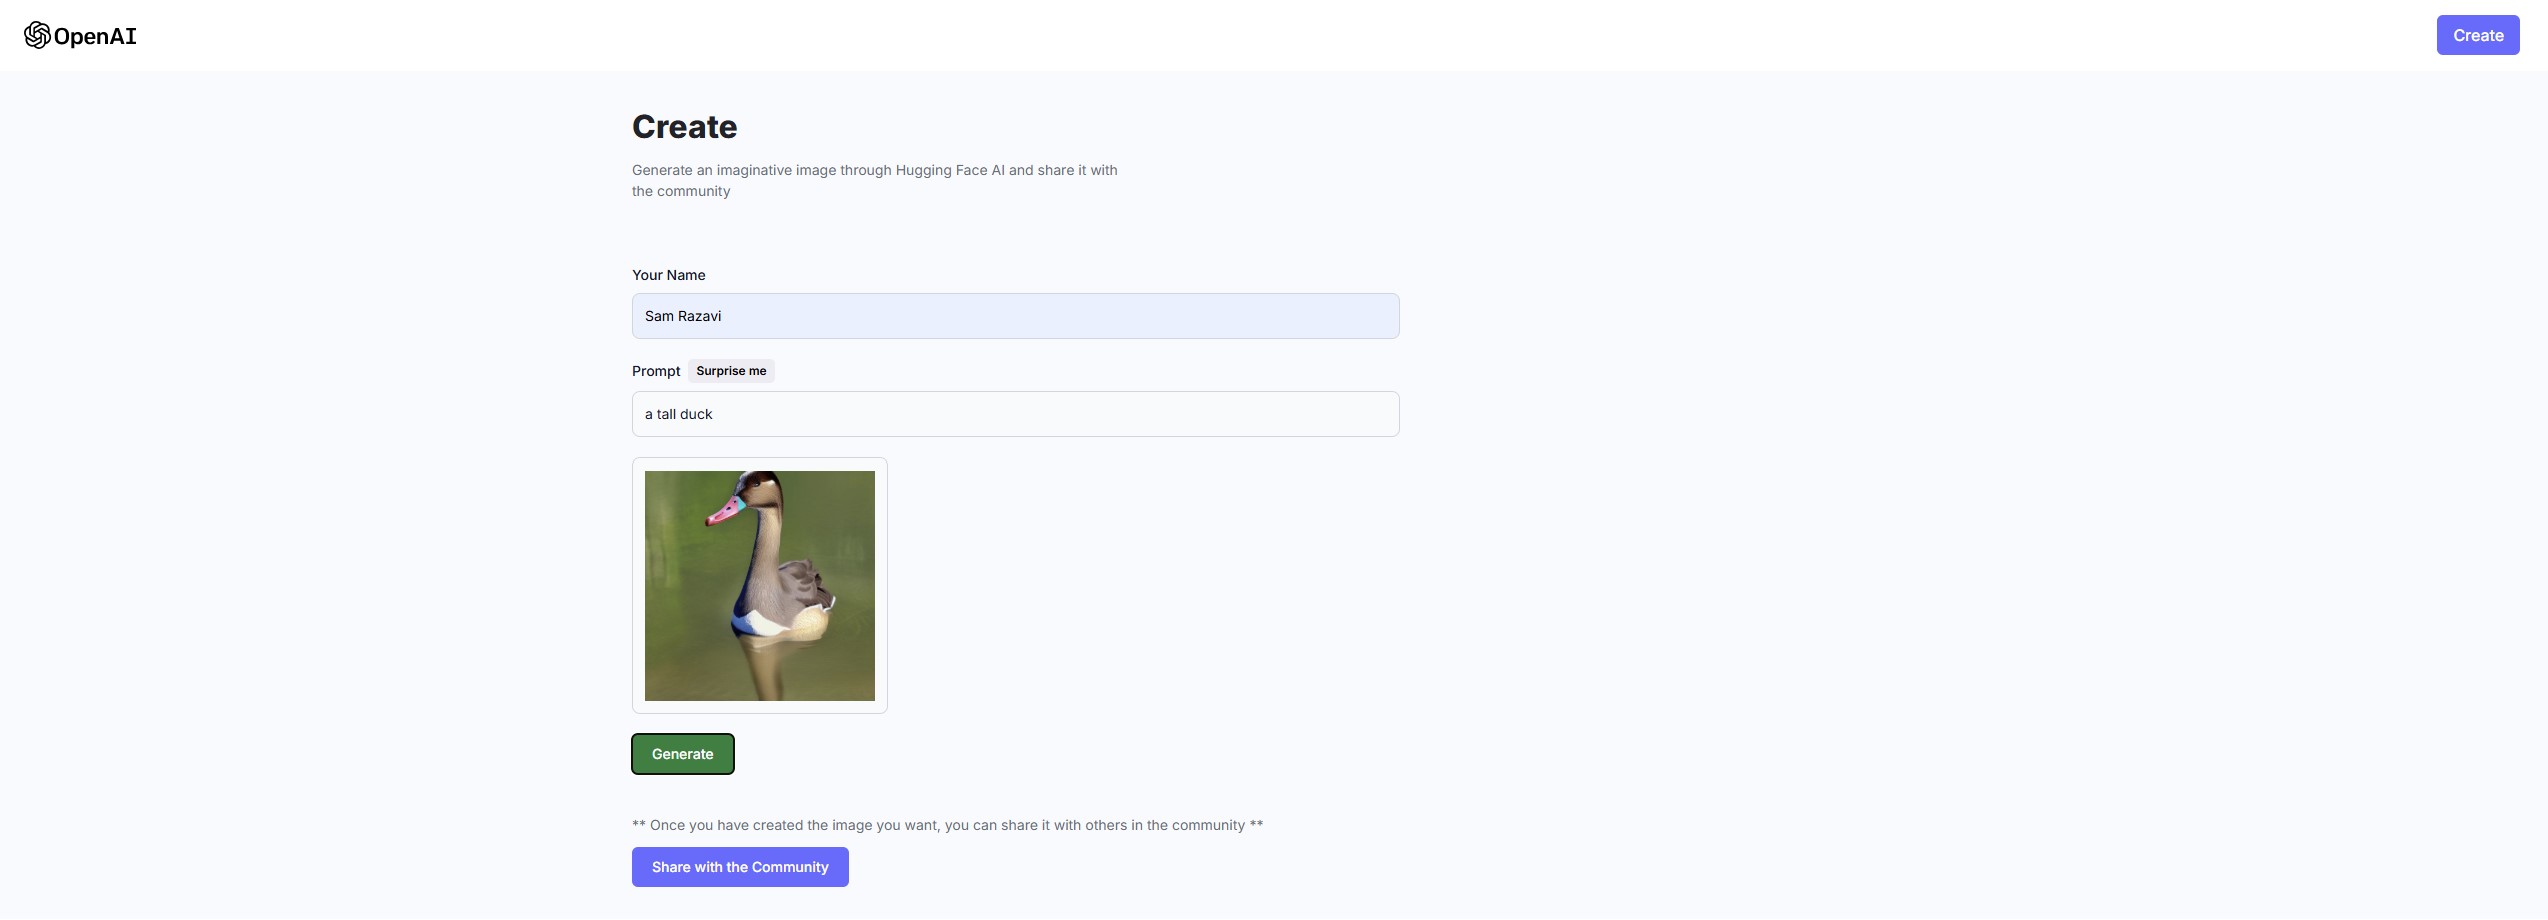 OpenAI
Create
Create
Generate an imaginative image through Hugging Face AI and share it with
the community
Your Name
Sam Razavi
Prompt Surprise me
a tall duck
Generate
** Once you have created the image you want, you can share it with others in the community **
Share with the Community